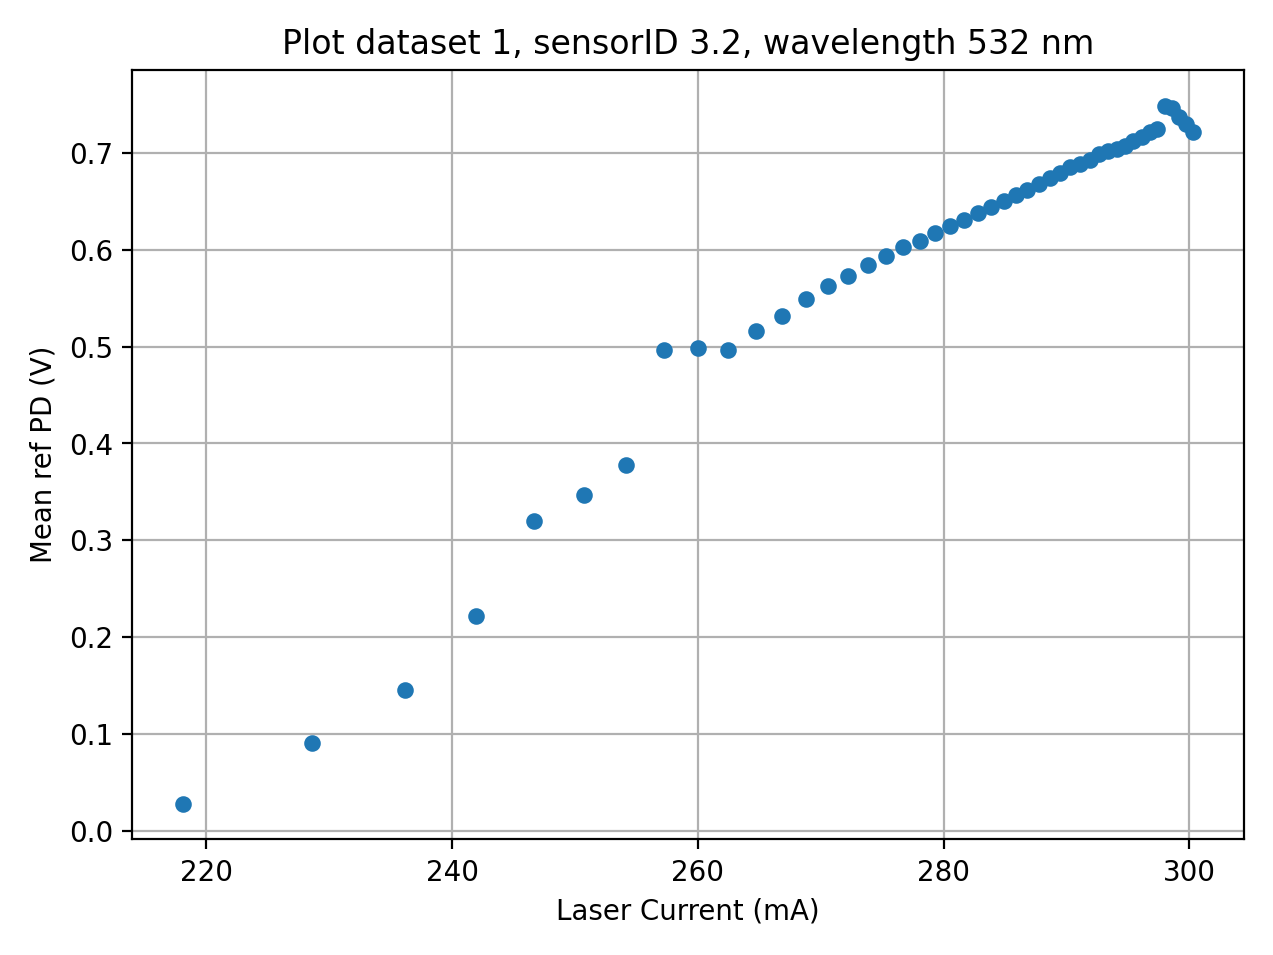 Plot dataset 1, sensorID 3.2, wavelength 532 nm
Mean ref PD (V)
0.7
0.6
0.5
0.4
0.3
0.2
0.1
0.0
220 240 260 280 300
Laser Current (mA)